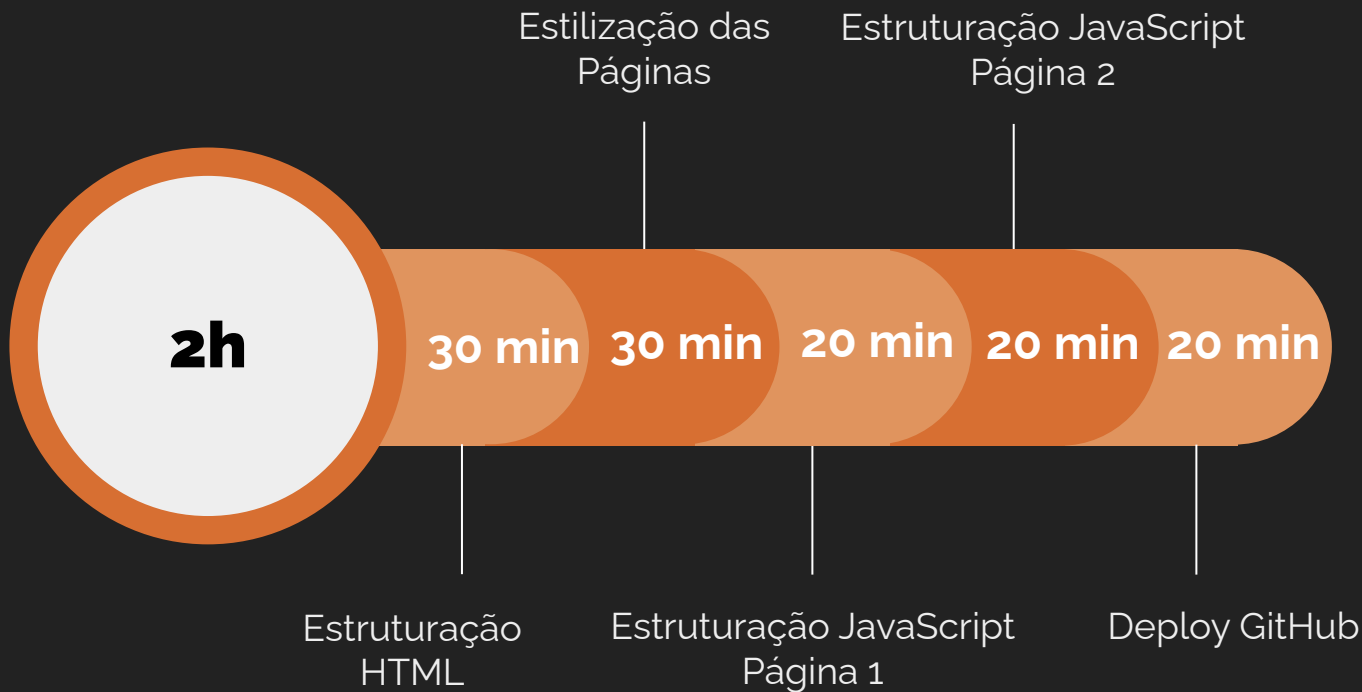 Estilização das
Páginas
Estruturação JavaScript
Página 2
2h
30 min
30 min
20 min
20 min
20 min
Estruturação
HTML
Estruturação JavaScript
Página 1
Deploy GitHub